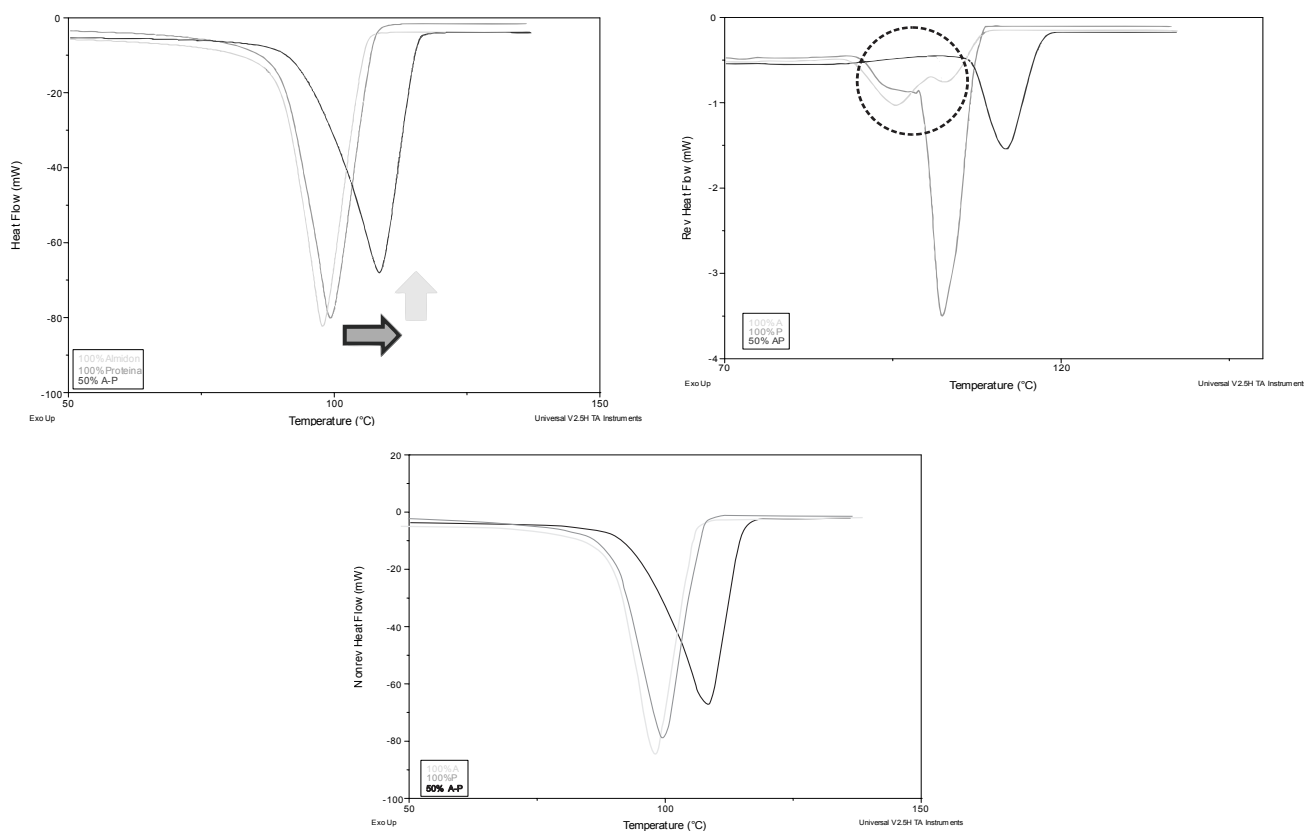 0
-20
-40
-60
-80
-100
Heat Flow (mW)
100% Almidon
100% Proteina
50% A-P
50
100
150
Exo Up
Temperature (°C)
Universal V2.5H TA Instruments
0
-1
-2
-3
-4
Rev Heat Flow (mW)
100% A
100% P
50% AP
70
120
Exo Up
Temperature (°C)
Universal V2.5H TA Instruments
20
0
-20
-40
-60
-80
-100
Nonrev Heat Flow (mW)
100%A
100%P
50% A-P
50
100
150
Exo Up
Temperature (°C)
Universal V2.5H TA Instruments